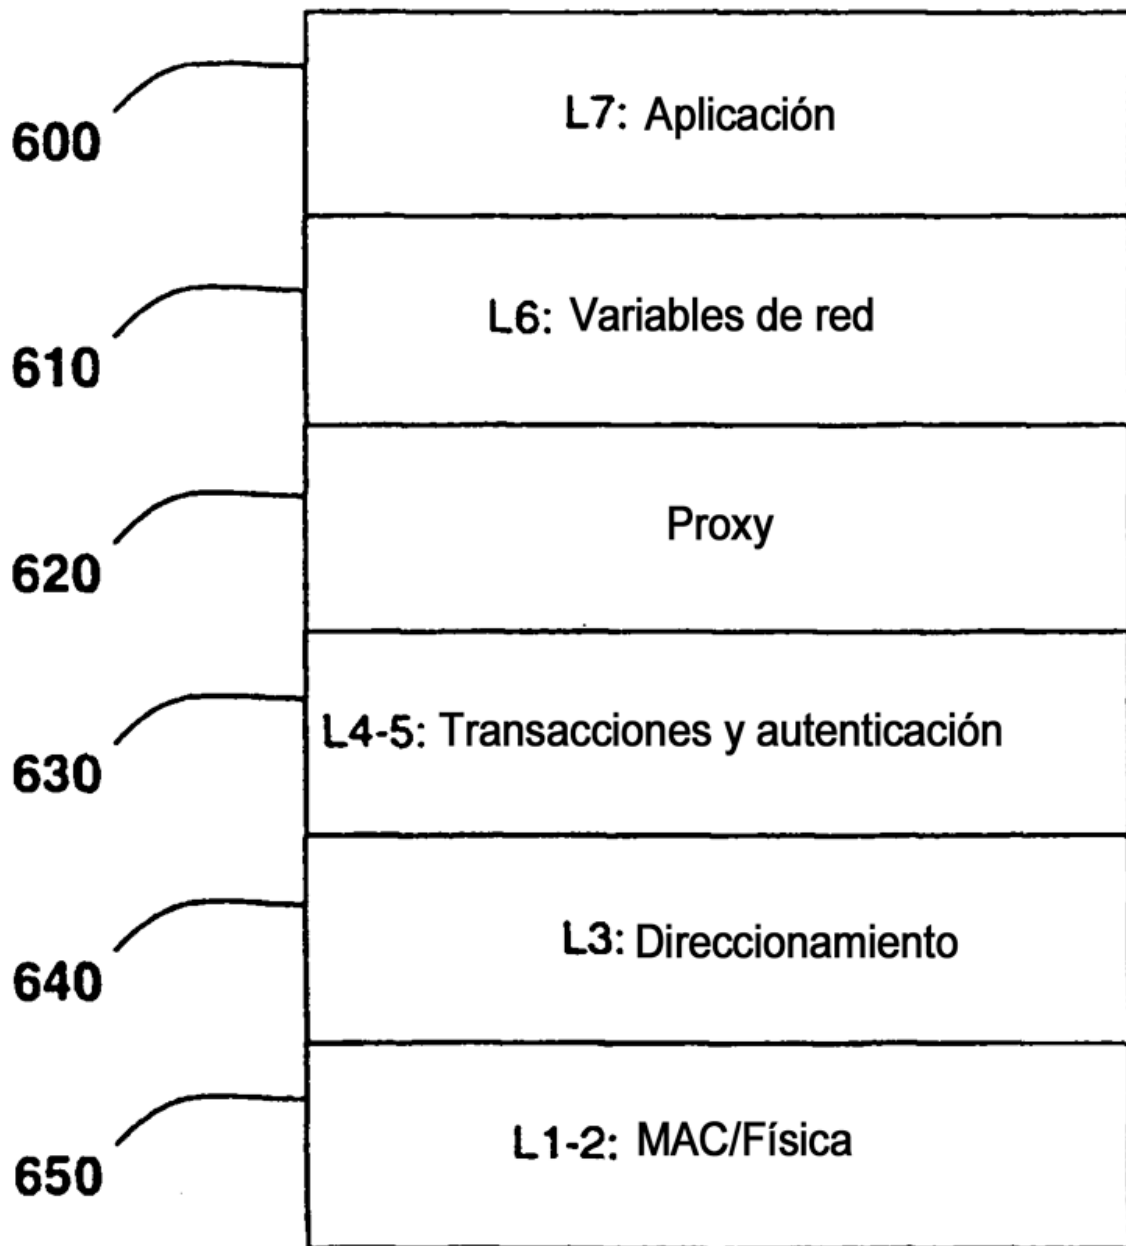 L7: Aplicación
600
L6: Variables de red
610
Proxy
620
L4-5: Transacciones y autenticación
630
L3: Direccionamiento
640
L1-2: MAC/Física
650